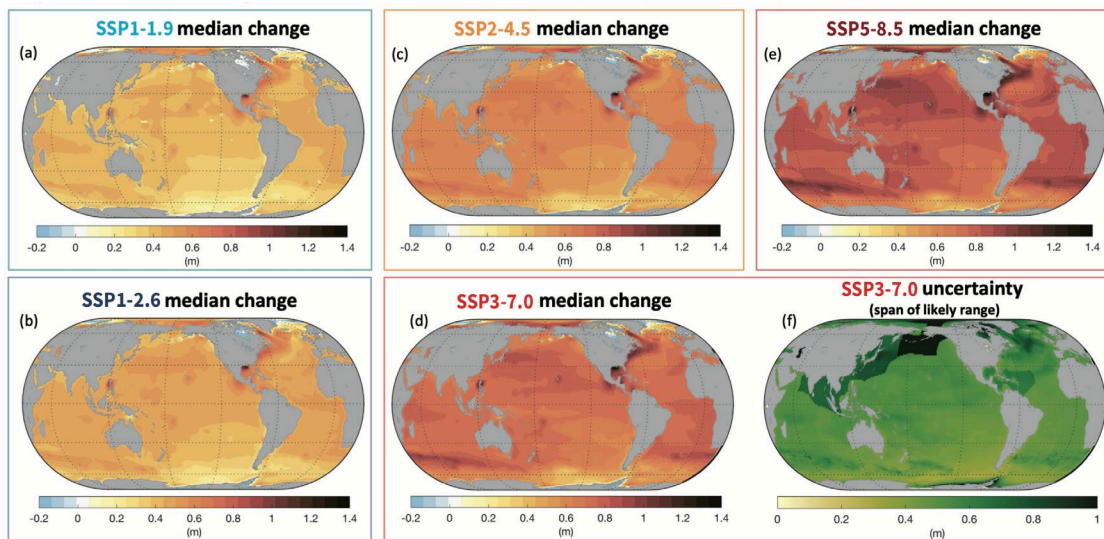 SSP1-1.9 median change
(a)
-0.2 0 0.2 0.4 0.6 0.8 1 1.2 1.4
(m)
SSP2-4.5 median change
(c)
-0.2 0 0.2 0.4 0.6 0.8 1 1.2 1.4
(m)
SSP5-8.5 median change
(e)
-0.2 0 0.2 0.4 0.6 0.8 1 1.2 1.4
(m)
SSP1-2.6 median change
(b)
-0.2 0 0.2 0.4 0.6 0.8 1 1.2 1.4
(m)
SSP3-7.0 median change
(d)
-0.2 0 0.2 0.4 0.6 0.8 1 1.2 1.4
(m)
SSP3-7.0 uncertainty
(span of likely range)
(f)
0 0.2 0.4 0.6 0.8 1
(m)